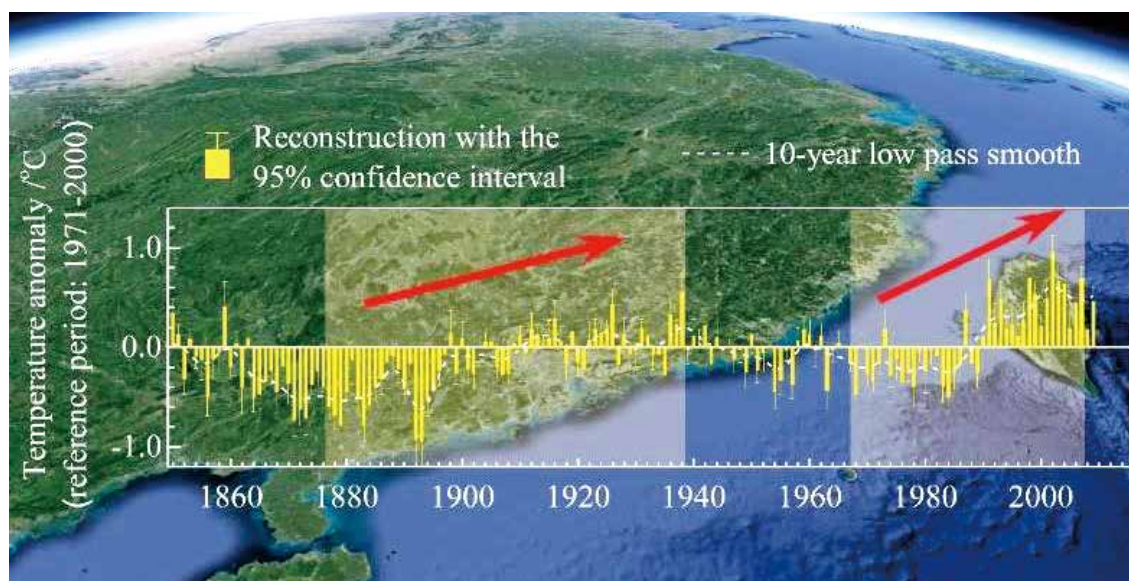 Temperature anomaly /°C
(reference period: 1971-2000)
Reconstruction with the
95% confidence interval
10-year low pass smooth
1.0
0.0
-1.0
1860 1880 1900 1920 1940 1960 1980 2000